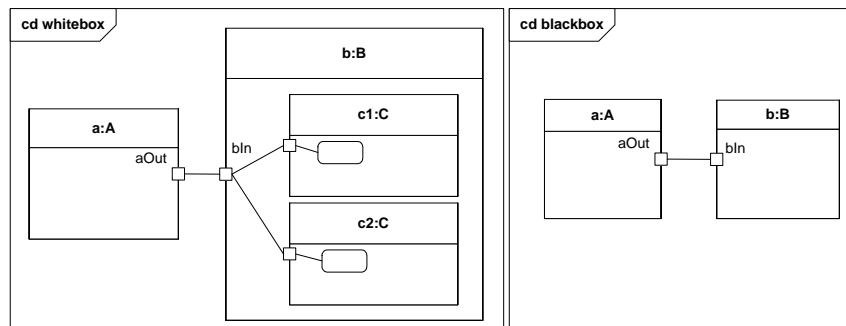 cd whitebox
b:B
c1:C
a:A
aOut
bIn
c2:C
cd blackbox
a:A
b:B
aOut
bIn